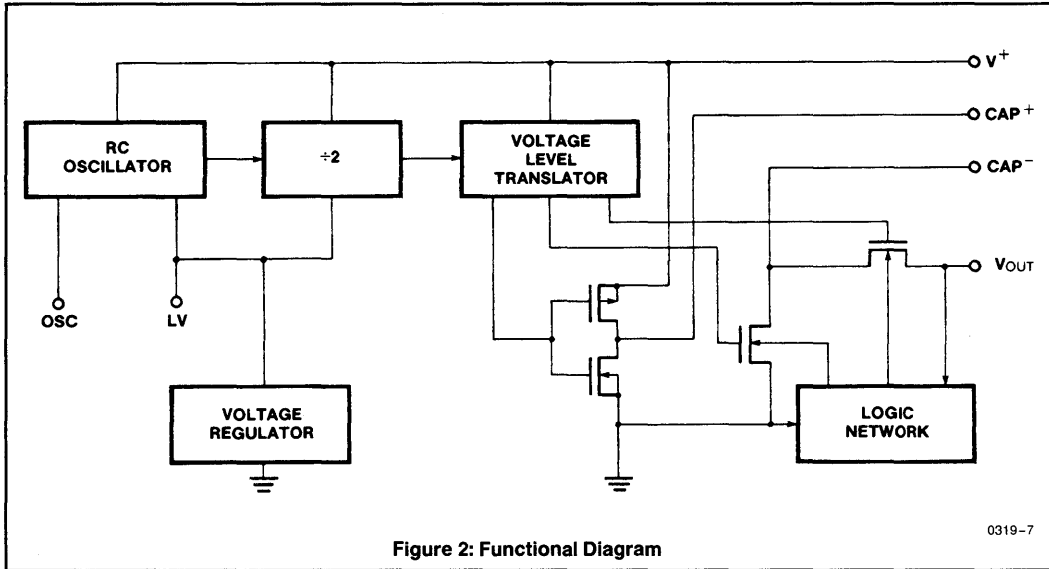 V+
CAP+
CAP-
RC
OSCILLATOR
÷2
VOLTAGE
LEVEL
TRANSLATOR
VOUT
OSC
LV
VOLTAGE
REGULATOR
LOGIC
NETWORK
0319-7
Figure 2: Functional Diagram